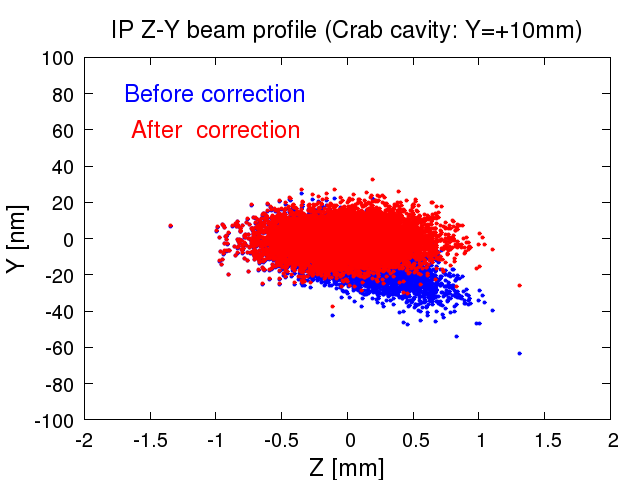 IP Z-Y beam profile (Crab cavity: Y=+10mm)
100
80
60
40
20
0
-20
-40
-60
-80
-100
Before correction
After  correction
Y [nm]
-2 -1.5 -1 -0.5 0 0.5 1 1.5 2
Z [mm]